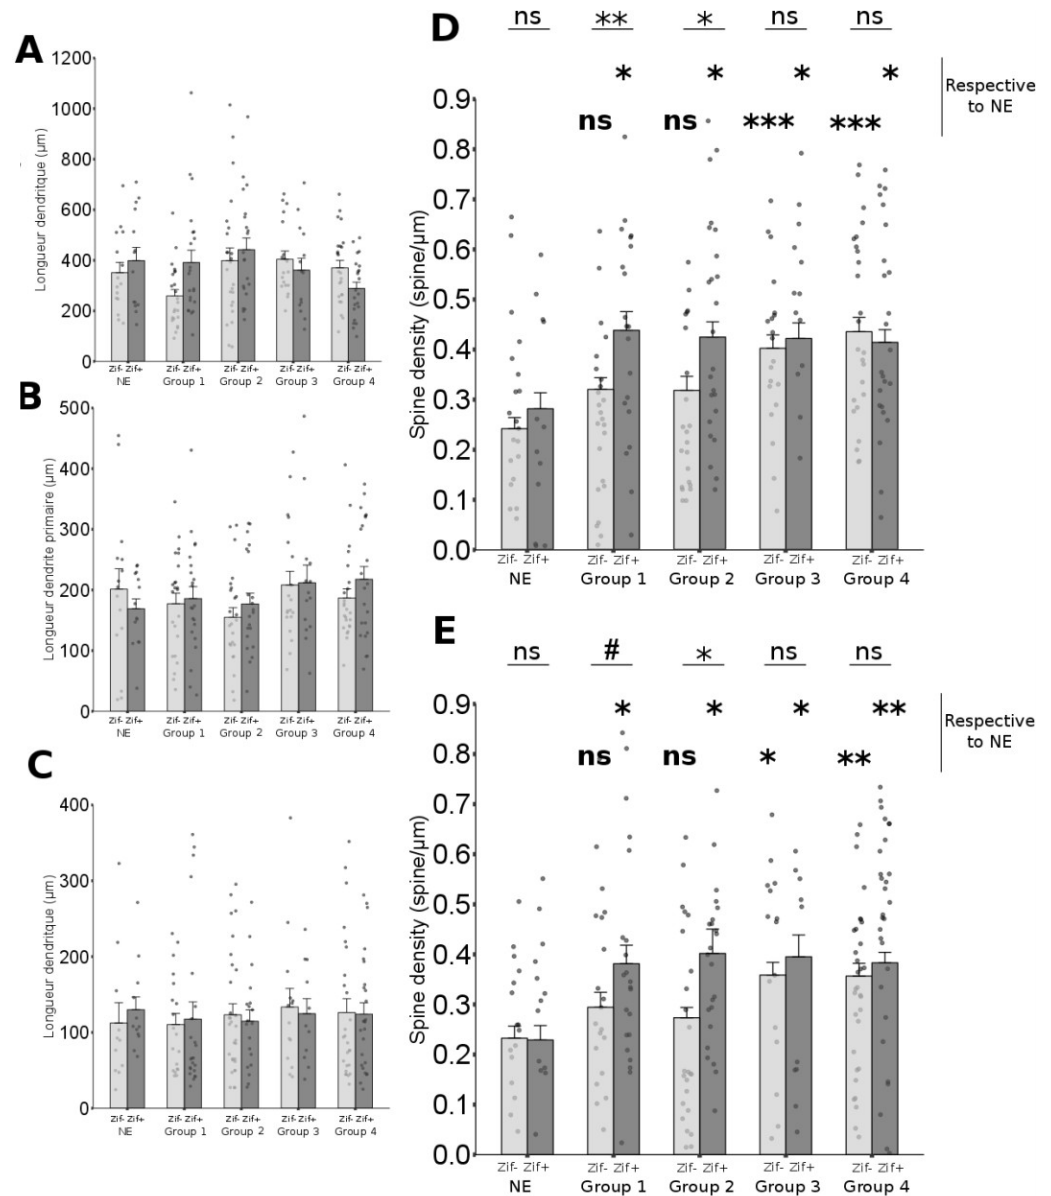 A
1200
1000
800
600
400
200
0
Longueur dendritque (µm)
Zif- Zif+ Zif- Zif+ Zif- Zif+ Zif- Zif+ Zif- Zif+
NE Group 1 Group 2 Group 3 Group 4
B
500
400
300
200
100
0
Longueur dendrite primaire (µm)
Zif- Zif+ Zif- Zif+ Zif- Zif+ Zif- Zif+ Zif- Zif+
NE Group 1 Group 2 Group 3 Group 4
C
400
300
200
100
0
Longueur dendritque (µm)
Zif- Zif+ Zif- Zif+ Zif- Zif+ Zif- Zif+ Zif- Zif+
NE Group 1 Group 2 Group 3 Group 4
D
ns ** * ns ns
* * * *
ns ns *** ***
Respective
to NE
0.9
0.8
0.7
0.6
0.5
0.4
0.3
0.2
0.1
0.0
Spine density (spine/µm)
Zif- Zif+ Zif- Zif+ Zif- Zif+ Zif- Zif+ Zif- Zif+
NE Group 1 Group 2 Group 3 Group 4
E
ns # * ns ns
* * * **
ns ns * **
Respective
to NE
0.9
0.8
0.7
0.6
0.5
0.4
0.3
0.2
0.1
0.0
Spine density (spine/µm)
Zif- Zif+ Zif- Zif+ Zif- Zif+ Zif- Zif+ Zif- Zif+
NE Group 1 Group 2 Group 3 Group 4